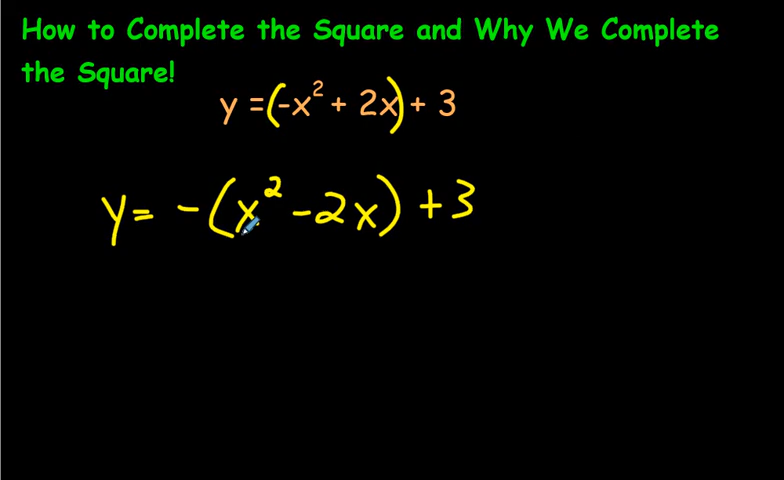 How to Complete the Square and Why We Complete
the Square!
y =(-x² + 2x)+ 3
y= -(x² -2x) +3